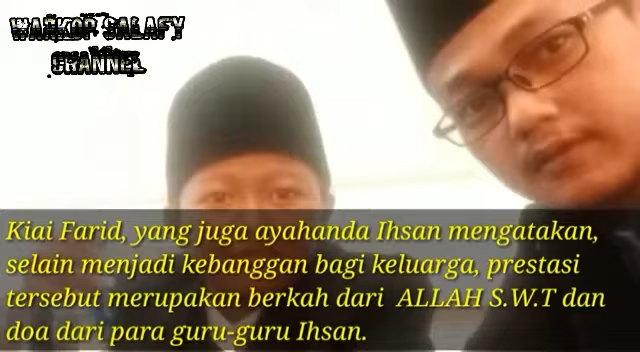 WARKOP SALAFY
CHANNEL
Kiai Farid, yang juga ayahanda Ihsan mengatakan,
selain menjadi kebanggan bagi keluarga, prestasi
tersebut merupakan berkah dari ALLAH S.W.T dan
doa dari para guru-guru Ihsan.